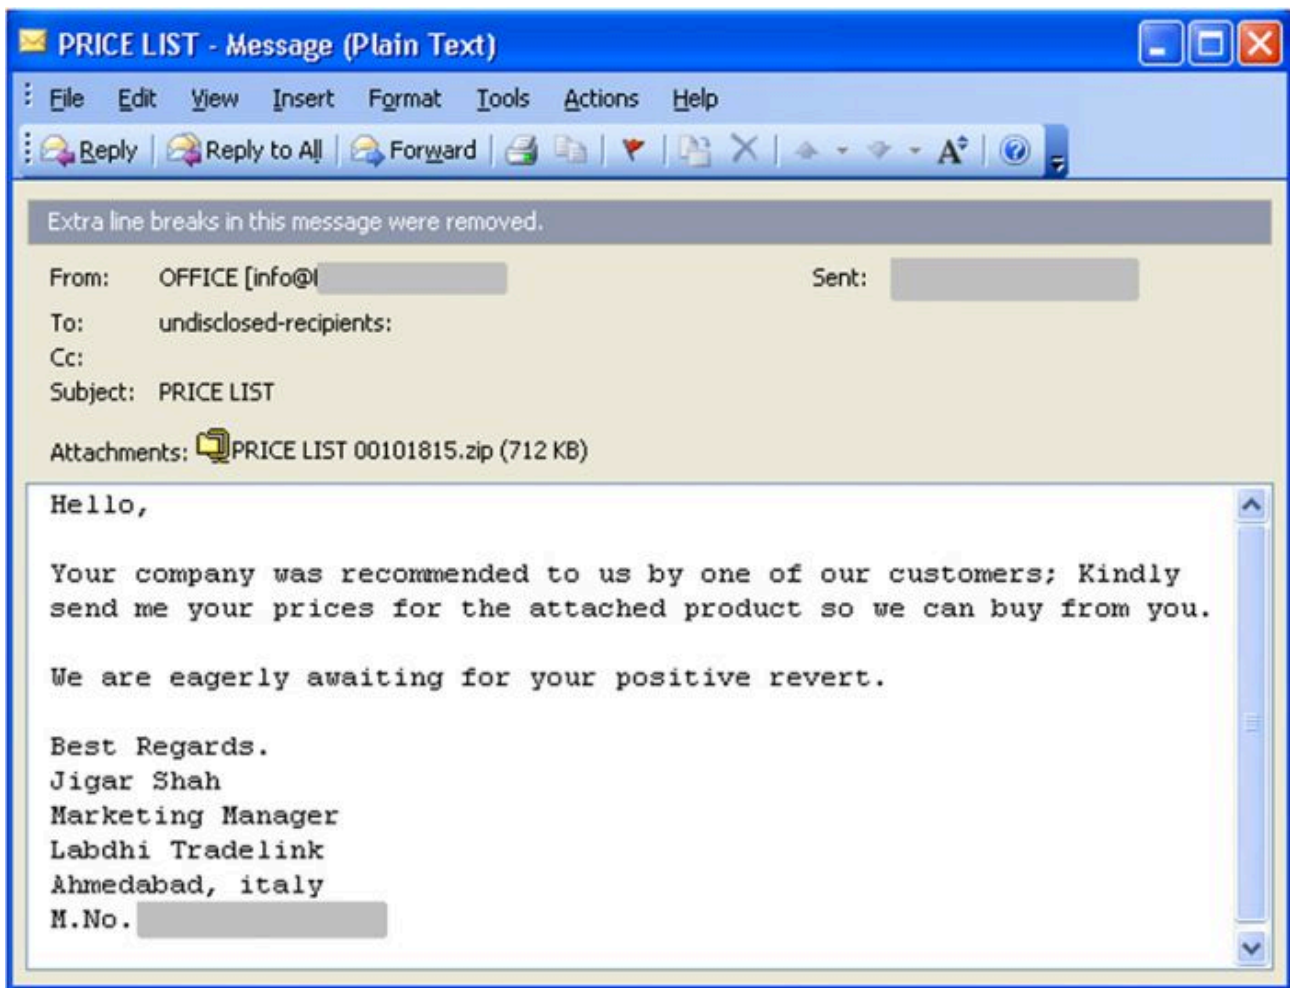 PRICE LIST - Message (Plain Text)
File Edit View Insert Format Tools Actions Help
Reply Reply to All Forward
Extra line breaks in this message were removed.
From: OFFICE [info@ Sent:
To: undisclosed-recipients:
Cc:
Subject: PRICE LIST
Attachments: PRICE LIST 00101815.zip (712 KB)
Hello,
Your company was recommended to us by one of our customers; Kindly
send me your prices for the attached product so we can buy from you.
We are eagerly awaiting for your positive revert.
Best Regards.
Jigar Shah
Marketing Manager
Labdhi Tradelink
Ahmedabad, italy
M.No.